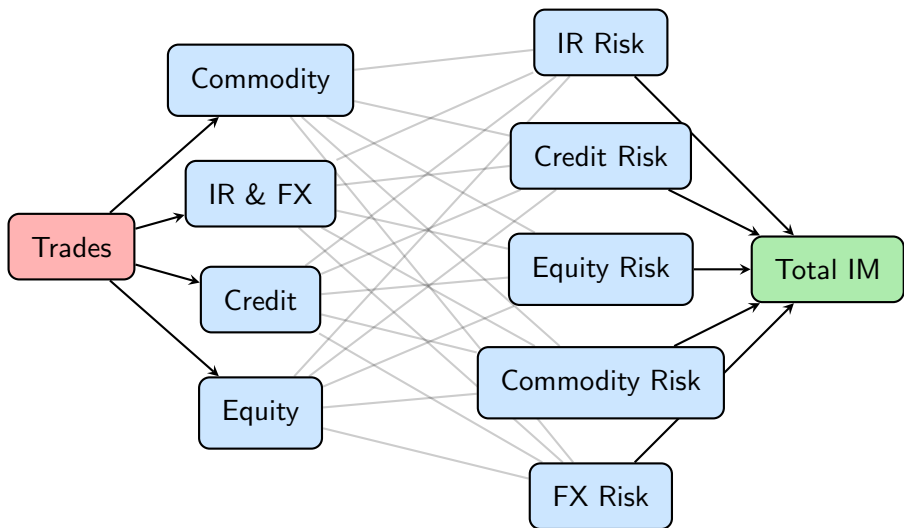 Trades
Commodity
IR & FX
Credit
Equity
IR Risk
Credit Risk
Equity Risk
Commodity Risk
FX Risk
Total IM